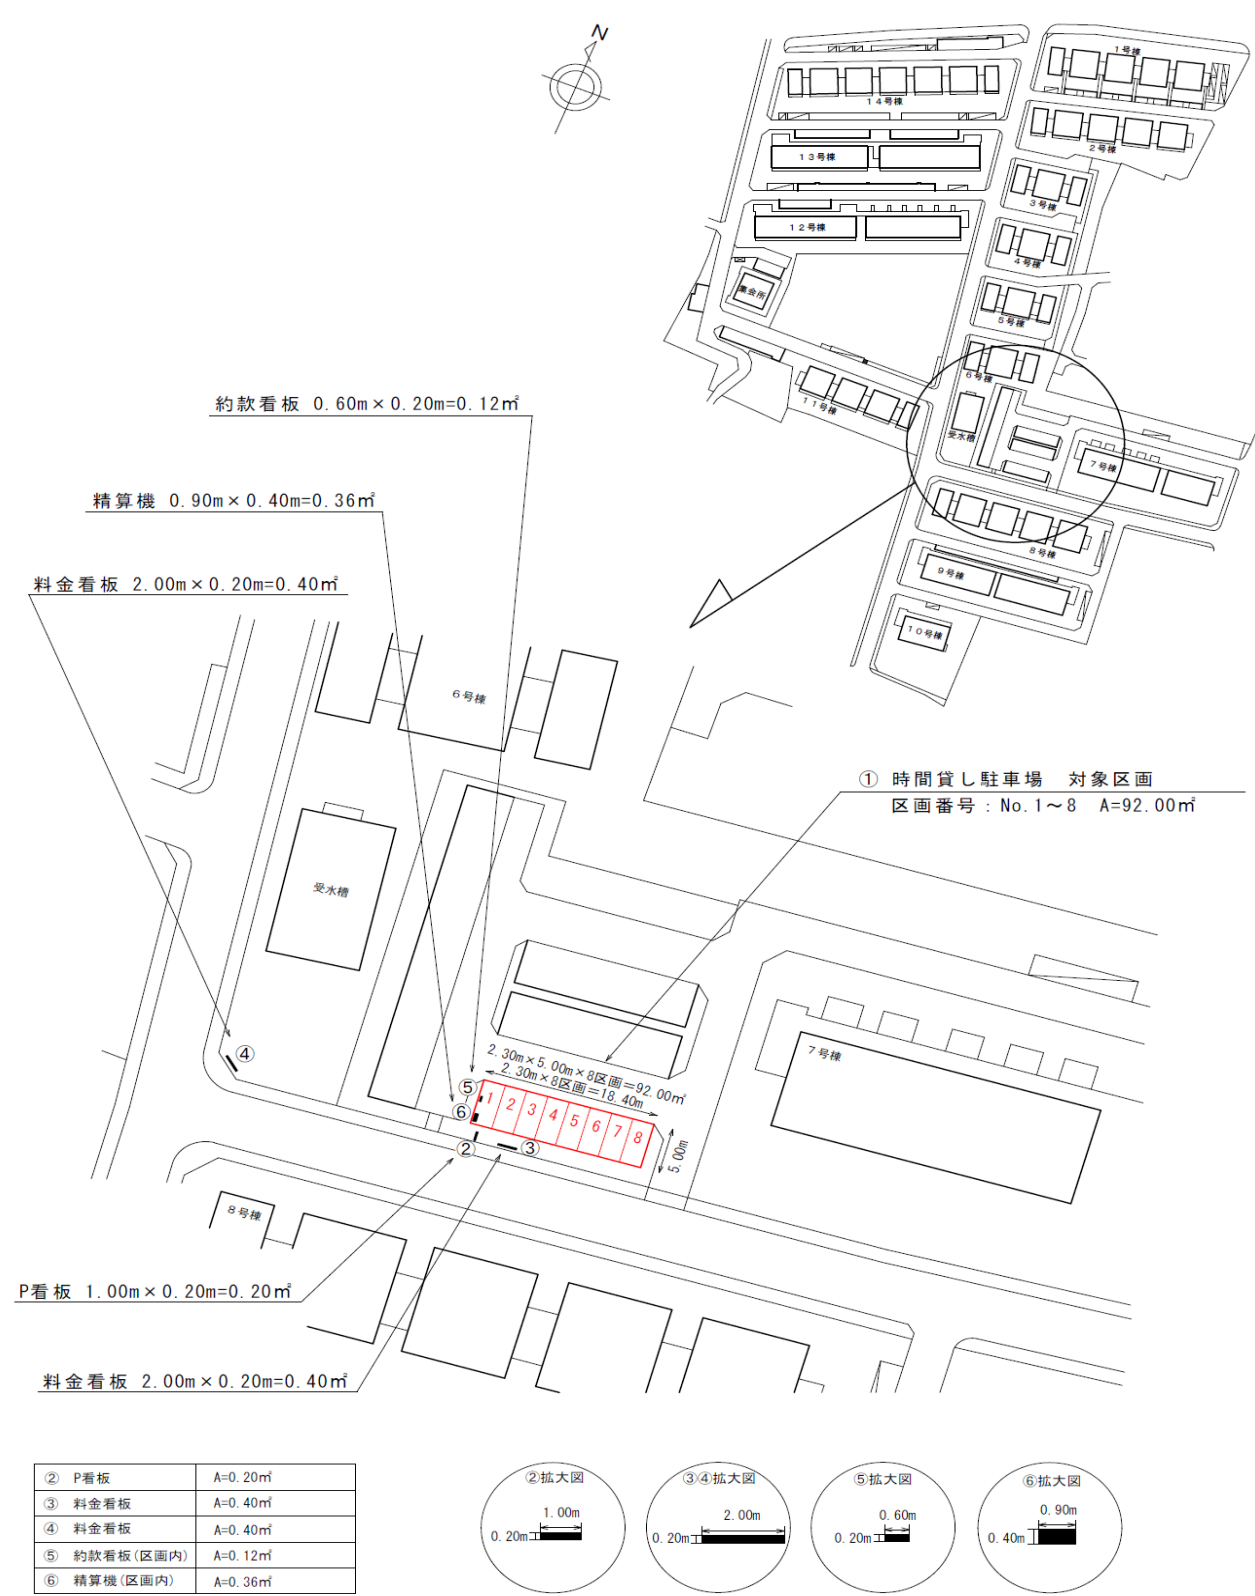 N
1号棟
14号棟
2号棟
13号棟
3号棟
12号棟
4号棟
集会所
5号棟
6号棟
11号棟
受水槽
7号棟
8号棟
9号棟
10号棟
約款看板 0.60m×0.20m=0.12㎡
精算機 0.90m×0.40m=0.36㎡
料金看板 2.00m×0.20m=0.40㎡
6号棟
① 時間貸し駐車場 対象区画
区画番号：No.1～8 A=92.00㎡
受水槽
④
2.30m×5.00m×8区画=92.00㎡
2.30m×8区画=18.40m
7号棟
⑤
⑥
1 2 3 4 5 6 7 8
② ③
5.00m
8号棟
P看板 1.00m×0.20m=0.20㎡
料金看板 2.00m×0.20m=0.40㎡
② P看板 A=0.20㎡
③ 料金看板 A=0.40㎡
④ 料金看板 A=0.40㎡
⑤ 約款看板(区画内) A=0.12㎡
⑥ 精算機(区画内) A=0.36㎡
②拡大図
1.00m
0.20m
③④拡大図
2.00m
0.20m
⑤拡大図
0.60m
0.20m
⑥拡大図
0.90m
0.40m